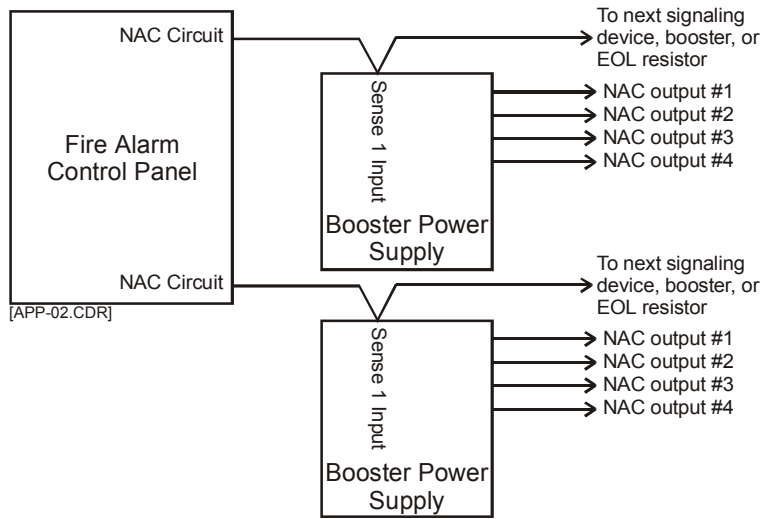 NAC Circuit
Fire Alarm
Control Panel
NAC Circuit
[APP-02.CDR]
To next signaling
device, booster, or
EOL resistor
Sense 1 Input
NAC output #1
NAC output #2
NAC output #3
NAC output #4
Booster Power
Supply
To next signaling
device, booster, or
EOL resistor
Sense 1 Input
NAC output #1
NAC output #2
NAC output #3
NAC output #4
Booster Power
Supply